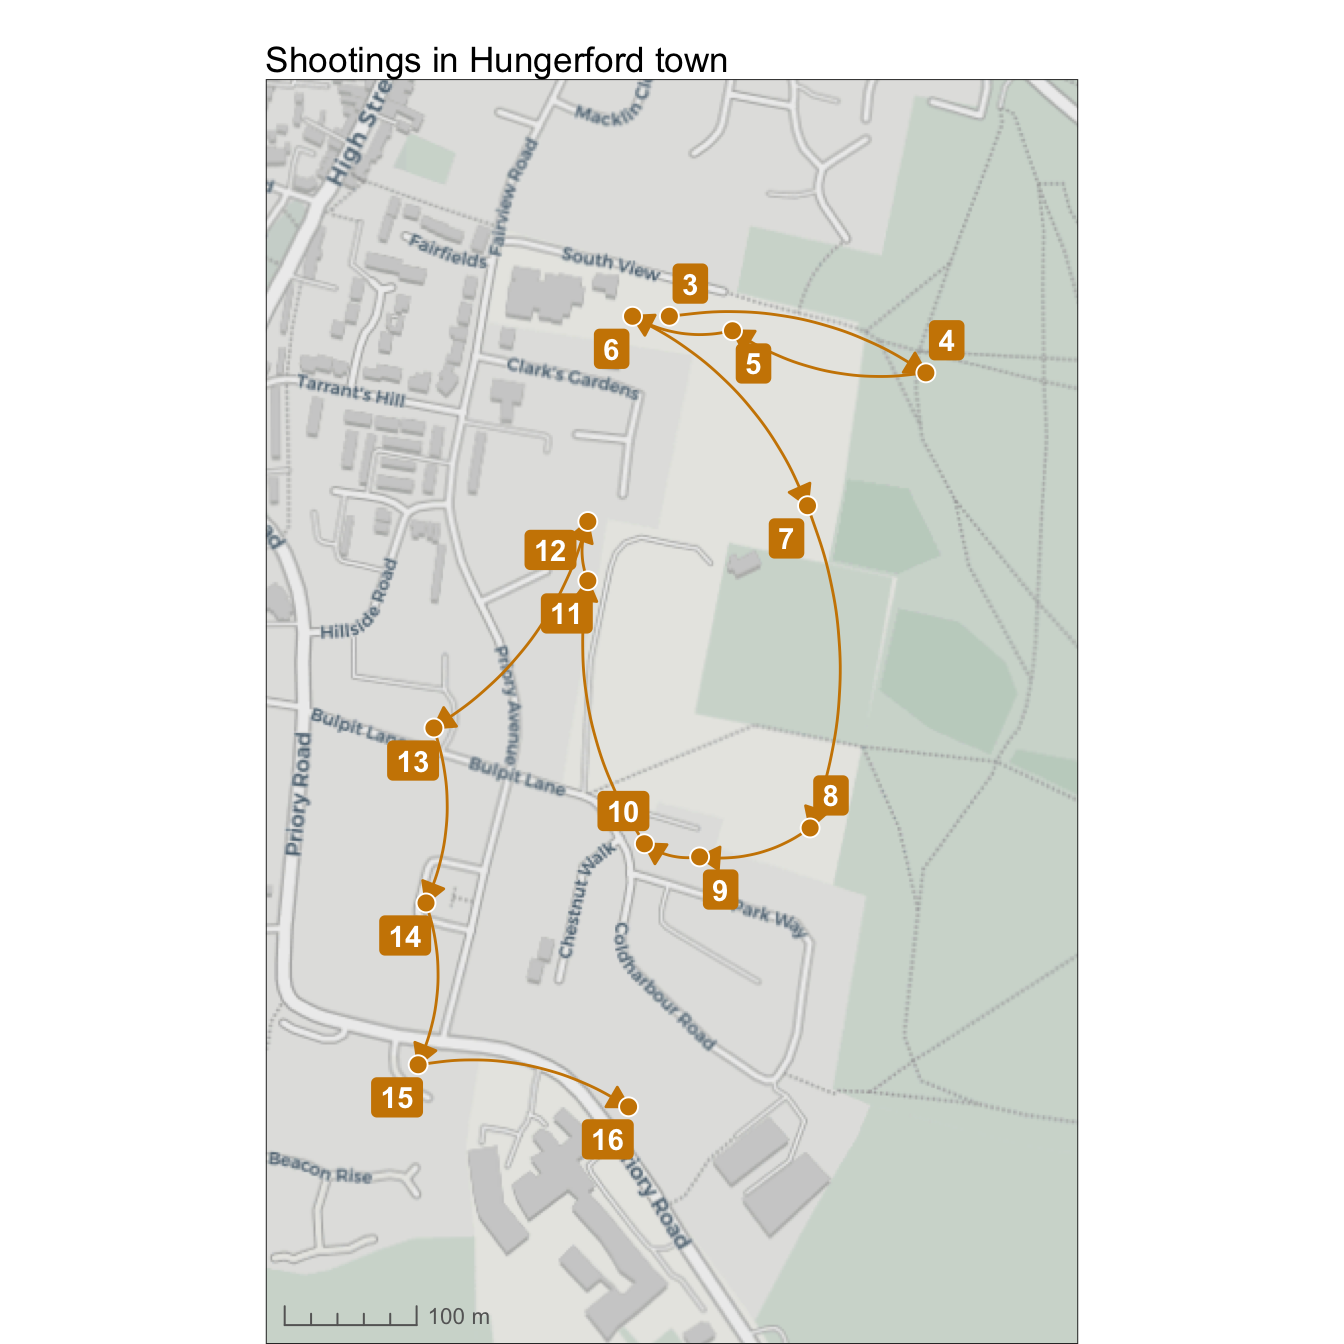 Shootings in Hungerford town
High Stre
Macklin Cl
Fairview Road
Fairfields
South View
3
6
5
4
Clark's Gardens
Tarrant's Hill
7
12
11
Hillside Road
Priory Avenue
Bulpit Lane
13
Bulpit Lane
Priory Road
10
8
9
Park Way
Chestnut Walk
14
Coldharbour Road
15
16
Priory Road
Beacon Rise
100 m